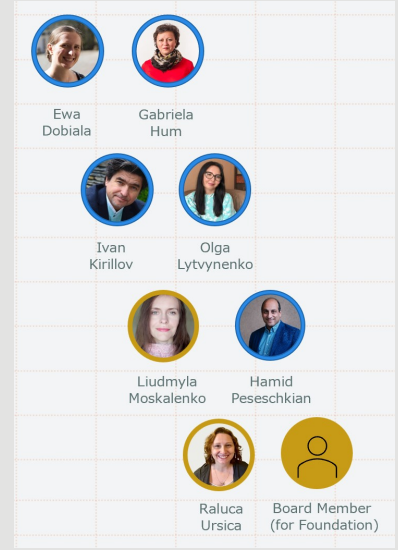 Ewa
Dobiala
Gabriela
Hum
Ivan
Kirillov
Olga
Lytvynenko
Liudmyla
Moskalenko
Hamid
Peseschkian
Raluca
Ursica
Board Member
(for Foundation)